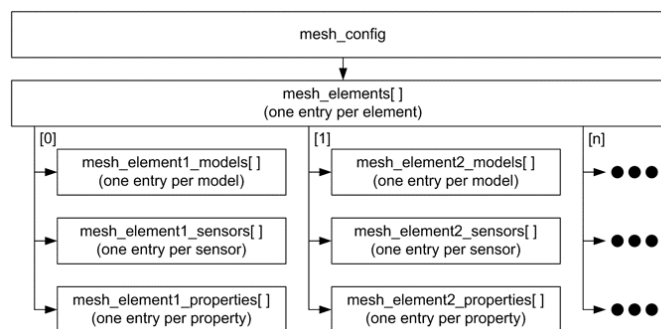 mesh_config
mesh_elements[ ]
(one entry per element)
[0]
[1]
[n]
mesh_element1_models[ ]
(one entry per model)
mesh_element2_models[ ]
(one entry per model)
mesh_element1_sensors[ ]
(one entry per sensor)
mesh_element2_sensors[ ]
(one entry per sensor)
mesh_element1_properties[ ]
(one entry per property)
mesh_element2_properties[ ]
(one entry per property)